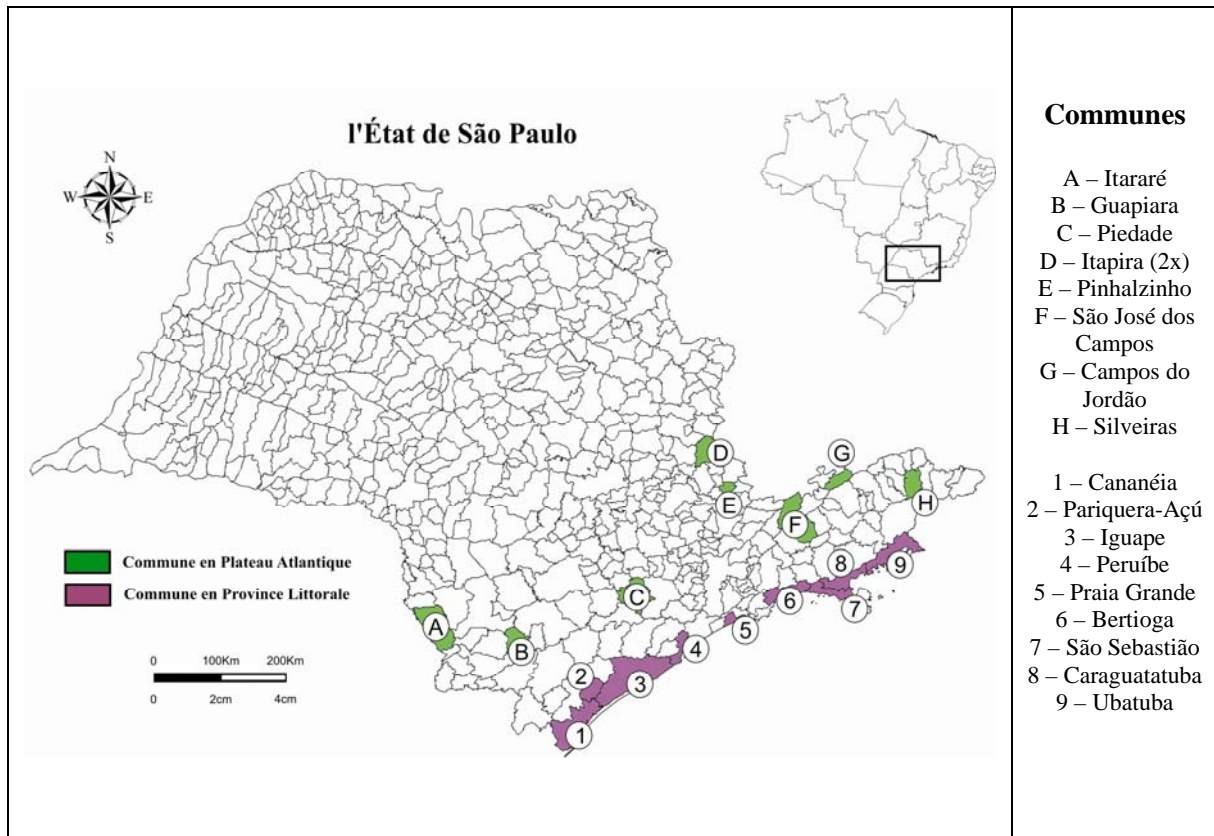 l'État de São Paulo
N
W
E
S
D
G
E
H
F
8
9
Commune en Plateau Atlantique
Commune en Province Littorale
C
6
7
A
5
B
4
0 100Km 200Km
0 2cm 4cm
2
3
1
Communes
A – Itararé
B – Guapiara
C – Piedade
D – Itapira (2x)
E – Pinhalzinho
F – São José dos
Campos
G – Campos do
Jordão
H – Silveiras
1 – Cananéia
2 – Pariquera-Açú
3 – Iguape
4 – Peruíbe
5 – Praia Grande
6 – Bertioga
7 – São Sebastião
8 – Caraguatatuba
9 – Ubatuba